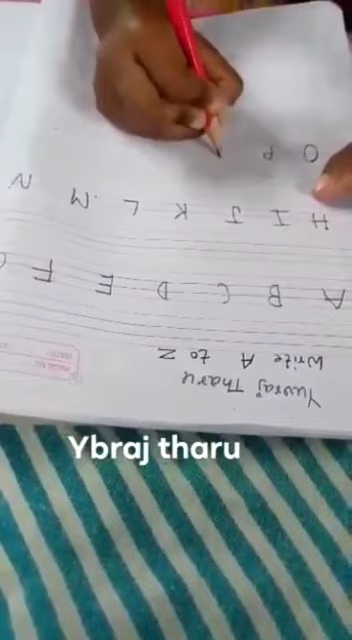 Yuvraj Tharu
Write A to Z
A B C D E F
H I J K L M N
O P
Ybraj tharu